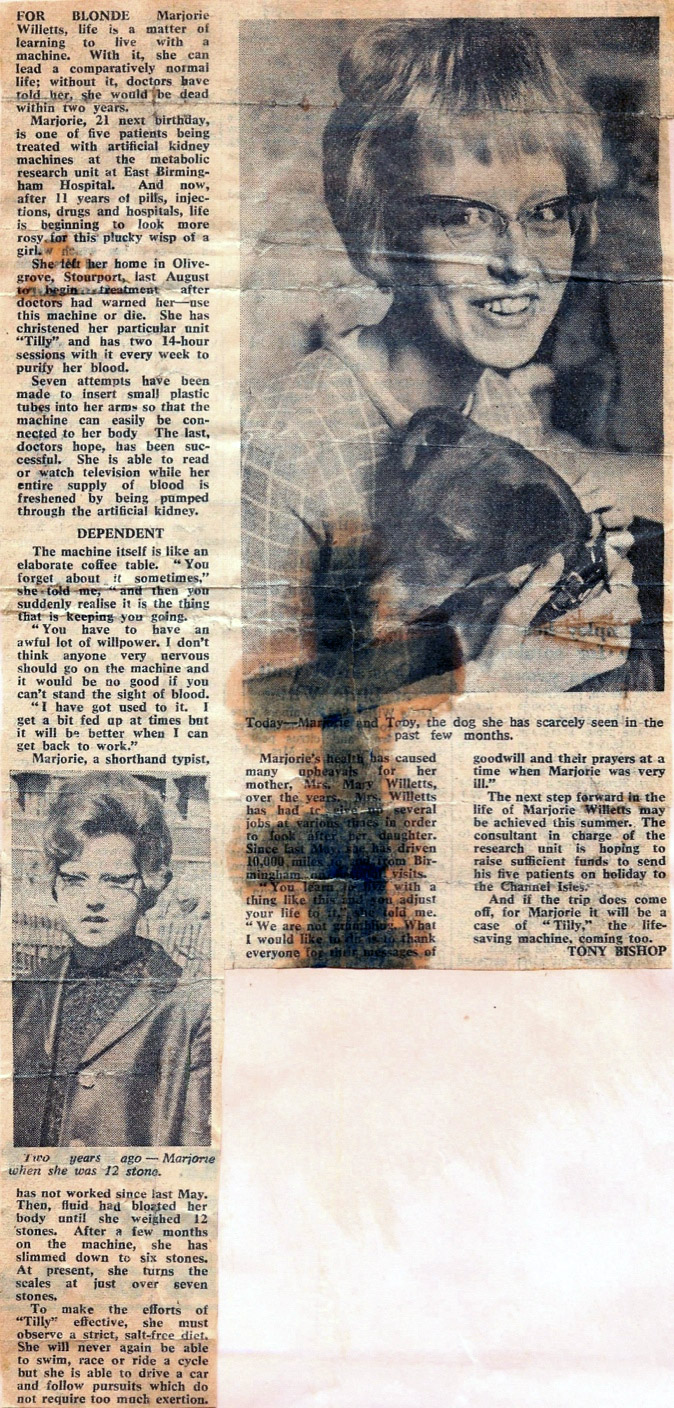 FOR BLONDE Marjorie
Willetts, life is a matter of
learning to live with a
machine. With it, she can
lead a comparatively normal
life; without it, doctors have
told her, she would be dead
within two years.
Marjorie, 21 next birthday,
is one of five patients being
treated with artificial kidney
machines at the metabolic
research unit at East Birming-
ham Hospital. And now,
after 11 years of pills, injec-
tions, drugs and hospitals, life
is beginning to look more
rosy for this plucky wisp of a
girl.
She left her home in Olive-
grove, Stourport, last August
to begin treatment after
doctors had warned her—use
this machine or die. She has
christened her particular unit
"Tilly" and has two 14-hour
sessions with it every week to
purify her blood.
Seven attempts have been
made to insert small plastic
tubes into her arms so that the
machine can easily be con-
nected to her body The last,
doctors hope, has been suc-
cessful. She is able to read
or watch television while her
entire supply of blood is
freshened by being pumped
through the artificial kidney.
DEPENDENT
The machine itself is like an
elaborate coffee table. "You
forget about it sometimes,"
she told me, "and then you
suddenly realise it is the thing
that is keeping you going.
"You have to have an
awful lot of willpower. I don't
think anyone very nervous
should go on the machine and
it would be no good if you
can't stand the sight of blood.
"I have got used to it. I
get a bit fed up at times but
it will be better when I can
get back to work."
Marjorie, a shorthand typist,
Two years ago — Marjorie
when she was 12 stone.
has not worked since last May.
Then, fluid had bloated her
body until she weighed 12
stones. After a few months
on the machine, she has
slimmed down to six stones.
At present, she turns the
scales at just over seven
stones.
To make the efforts of
"Tilly" effective, she must
observe a strict, salt-free diet.
She will never again be able
to swim, race or ride a cycle
but she is able to drive a car
and follow pursuits which do
not require too much exertion.
Today—Marjorie and Toby, the dog she has scarcely seen in the
past few months.
Marjorie's health has caused
many upheavals for her
mother, Mrs. Mary Willetts,
over the years. Mrs. Willetts
has had to give up several
jobs at various times in order
to look after her daughter.
Since last May, she has driven
10,000 miles to and from Bir-
mingham on visits.
"You learn to live with a
thing like this and you adjust
your life to it," she told me.
"We are not grumbling. What
I would like to do is to thank
everyone for their messages of
goodwill and their prayers at a
time when Marjorie was very
ill."
The next step forward in the
life of Marjorie Willetts may
be achieved this summer. The
consultant in charge of the
research unit is hoping to
raise sufficient funds to send
his five patients on holiday to
the Channel Isles.
And if the trip does come
off, for Marjorie it will be a
case of "Tilly," the life-
saving machine, coming too.
TONY BISHOP